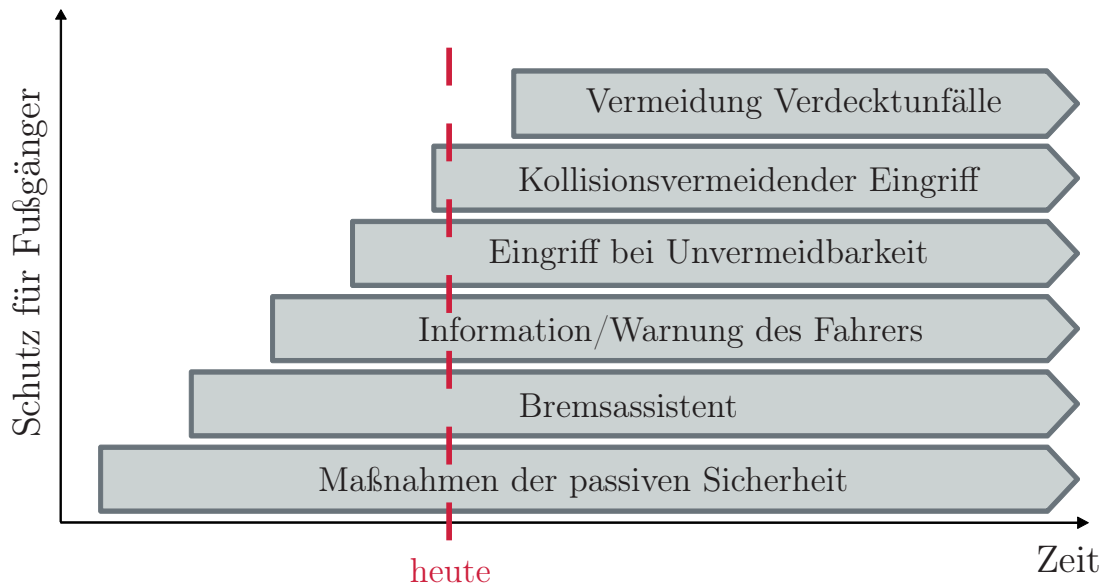 Schutz für Fußgänger
Vermeidung Verdecktunfälle
Kollisionsvermeidender Eingriff
Eingriff bei Unvermeidbarkeit
Information/Warnung des Fahrers
Bremsassistent
Maßnahmen der passiven Sicherheit
Zeit
heute